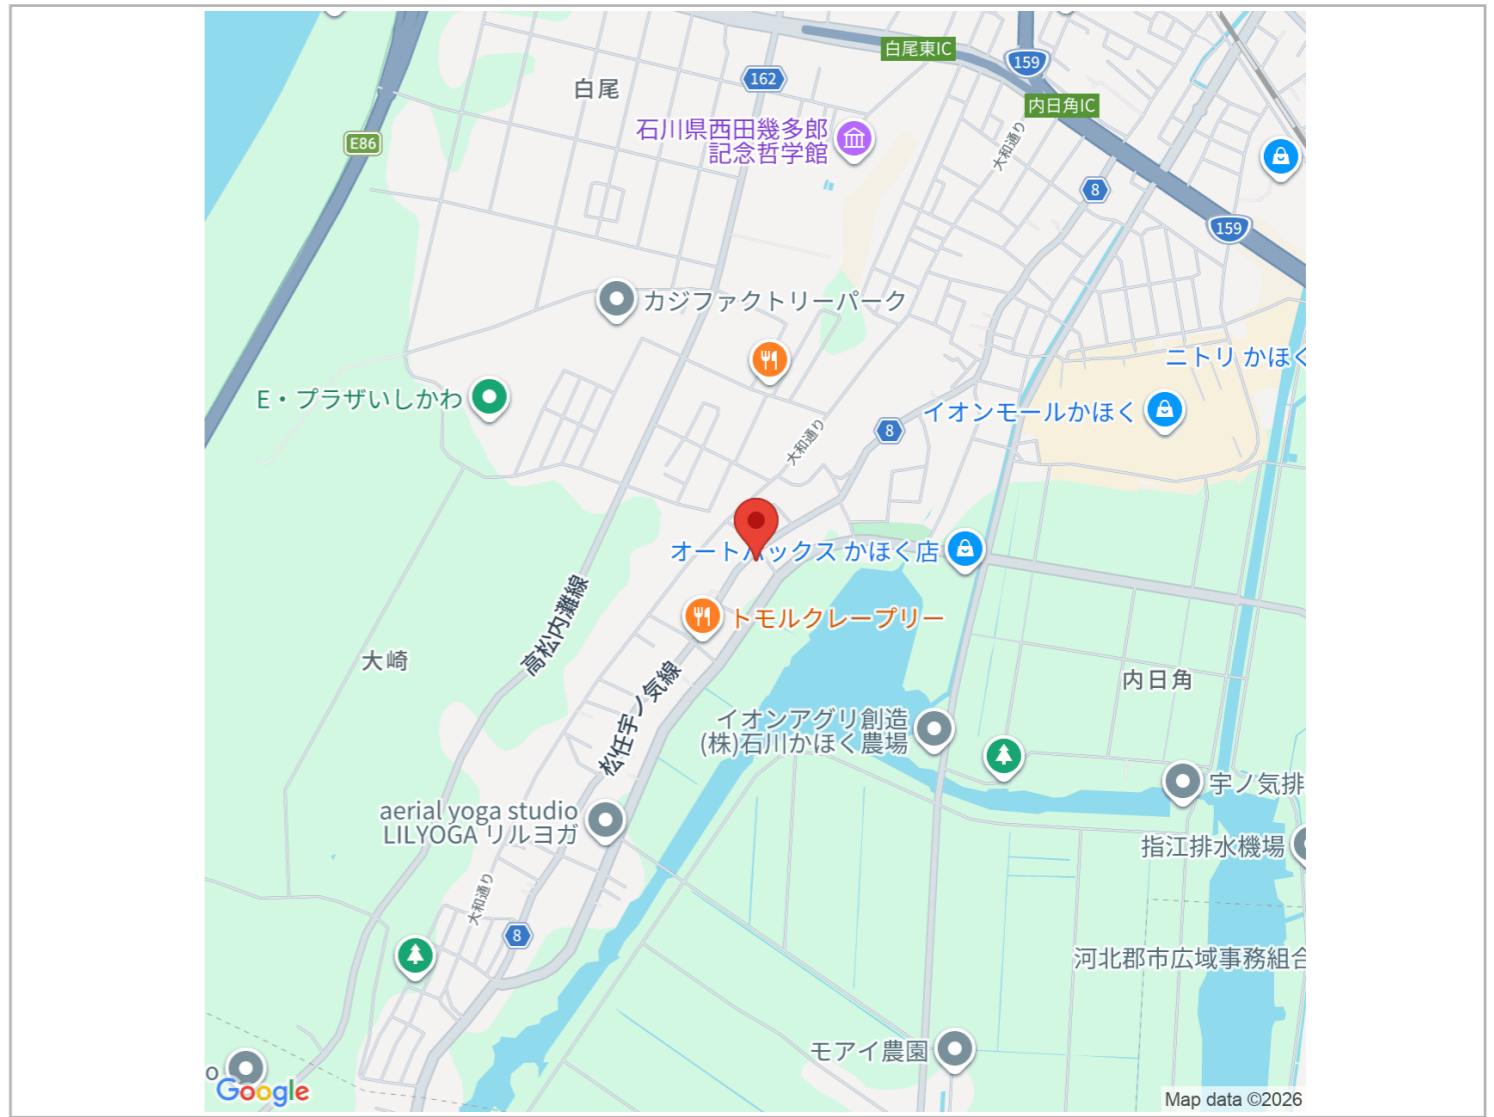 白尾東IC
159
162
白尾
内日角IC
石川県西田幾多郎
記念哲学館
E86
大和通り
8
159
カジファクトリーパーク
ニトリ かほく
E・プラザいしかわ
イオンモールかほく
8
大和通り
オートバックス かほく店
トモルクレープリー
高松内灘線
大崎
内日角
松任宇ノ気線
イオンアグリ創造
(株)石川かほく農場
宇ノ気排
aerial yoga studio
LILYOGA リルヨガ
指江排水機場
大和通り
8
河北郡市広域事務組合
モアイ農園
o
Google
Map data ©2026